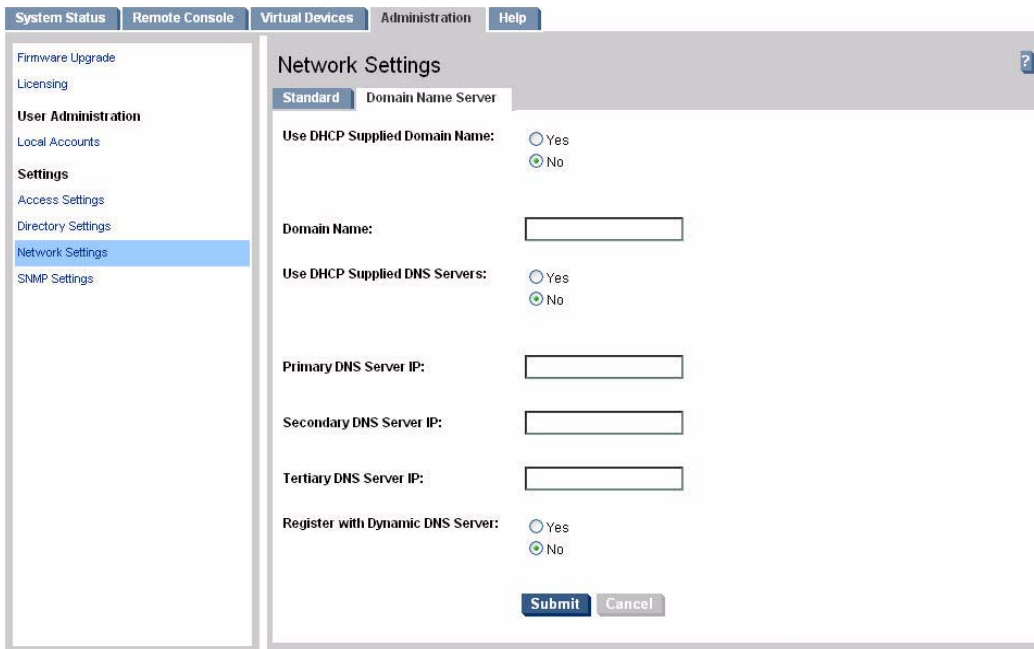 System Status Remote Console Virtual Devices Administration Help
Firmware Upgrade
Licensing
User Administration
Local Accounts
Settings
Access Settings
Directory Settings
Network Settings
SNMP Settings
Network Settings
?
Standard Domain Name Server
Use DHCP Supplied Domain Name:
Yes
No
Domain Name:
Use DHCP Supplied DNS Servers:
Yes
No
Primary DNS Server IP:
Secondary DNS Server IP:
Tertiary DNS Server IP:
Register with Dynamic DNS Server:
Yes
No
Submit Cancel